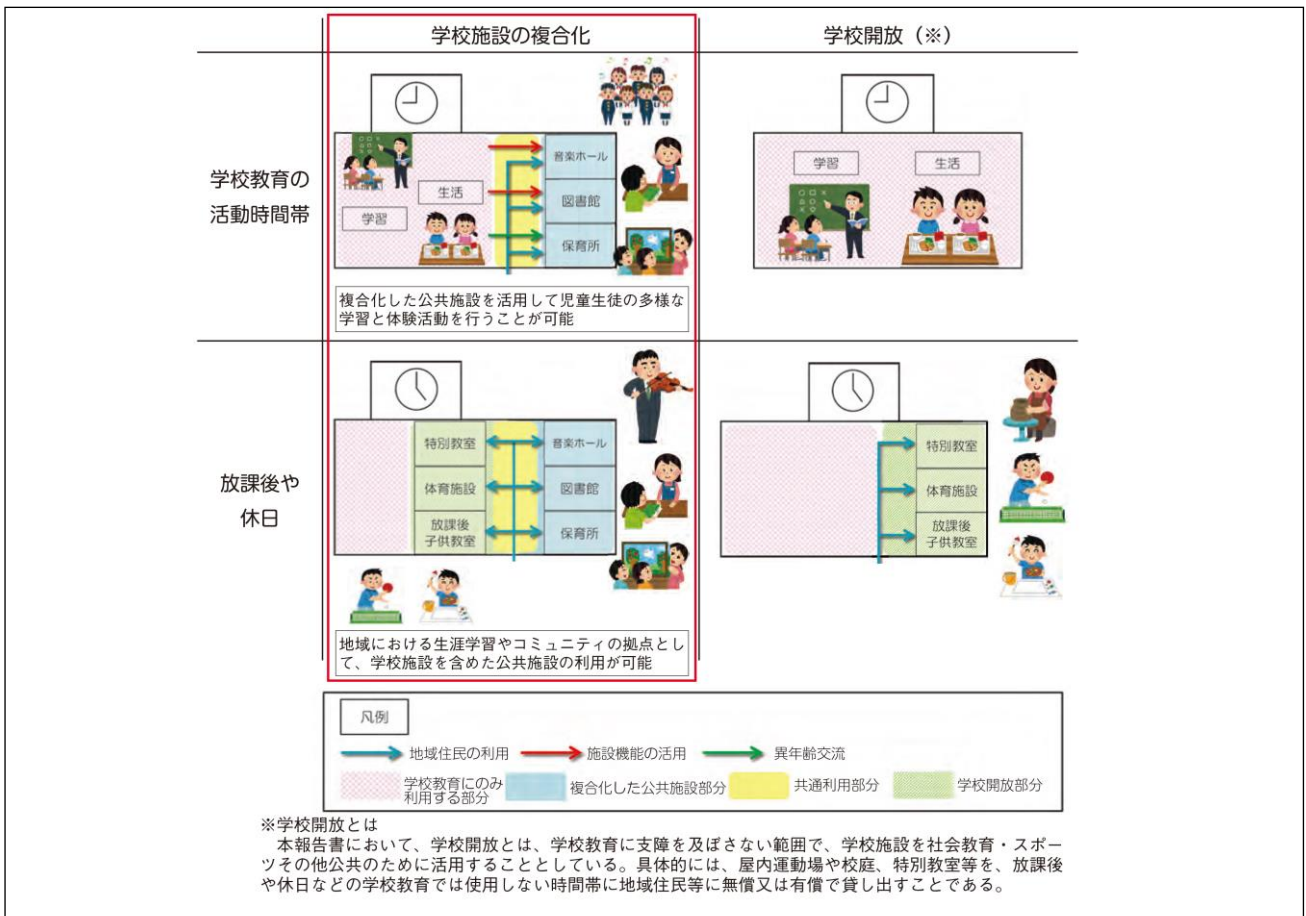 学校施設の複合化
学校開放（※）
学校教育の
活動時間帯
学習
生活
音楽ホール
図書館
保育所
複合化した公共施設を活用して児童生徒の多様な
学習と体験活動を行うことが可能
学習
生活
放課後や
休日
特別教室
体育施設
放課後
子供教室
音楽ホール
図書館
保育所
地域における生涯学習やコミュニティの拠点とし
て、学校施設を含めた公共施設の利用が可能
特別教室
体育施設
放課後
子供教室
凡例
地域住民の利用
施設機能の活用
異年齢交流
学校教育にのみ
利用する部分
複合化した公共施設部分
共通利用部分
学校開放部分
※学校開放とは
本報告書において、学校開放とは、学校教育に支障を及ぼさない範囲で、学校施設を社会教育・スポー
ツその他公共のために活用することとしている。具体的には、屋内運動場や校庭、特別教室等を、放課後
や休日などの学校教育では使用しない時間帯に地域住民等に無償又は有償で貸し出すことである。